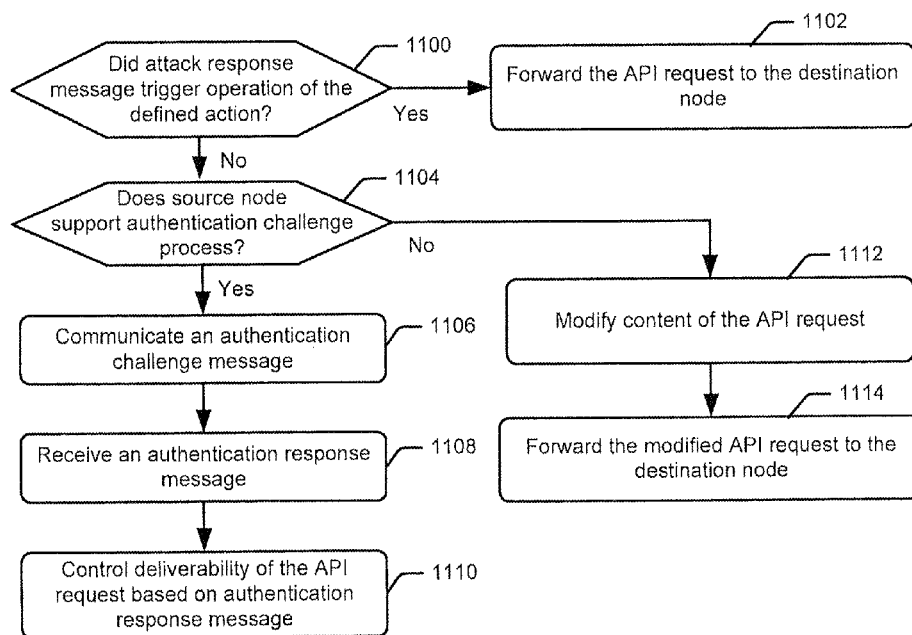 1100
Did attack response
message trigger operation of the
defined action?
Yes
1102
Forward the API request to the destination
node
No
1104
Does source node
support authentication challenge
process?
No
Yes
1106
Communicate an authentication
challenge message
1112
Modify content of the API request
1108
Receive an authentication response
message
1114
Forward the modified API request to the
destination node
1110
Control deliverability of the API
request based on authentication
response message